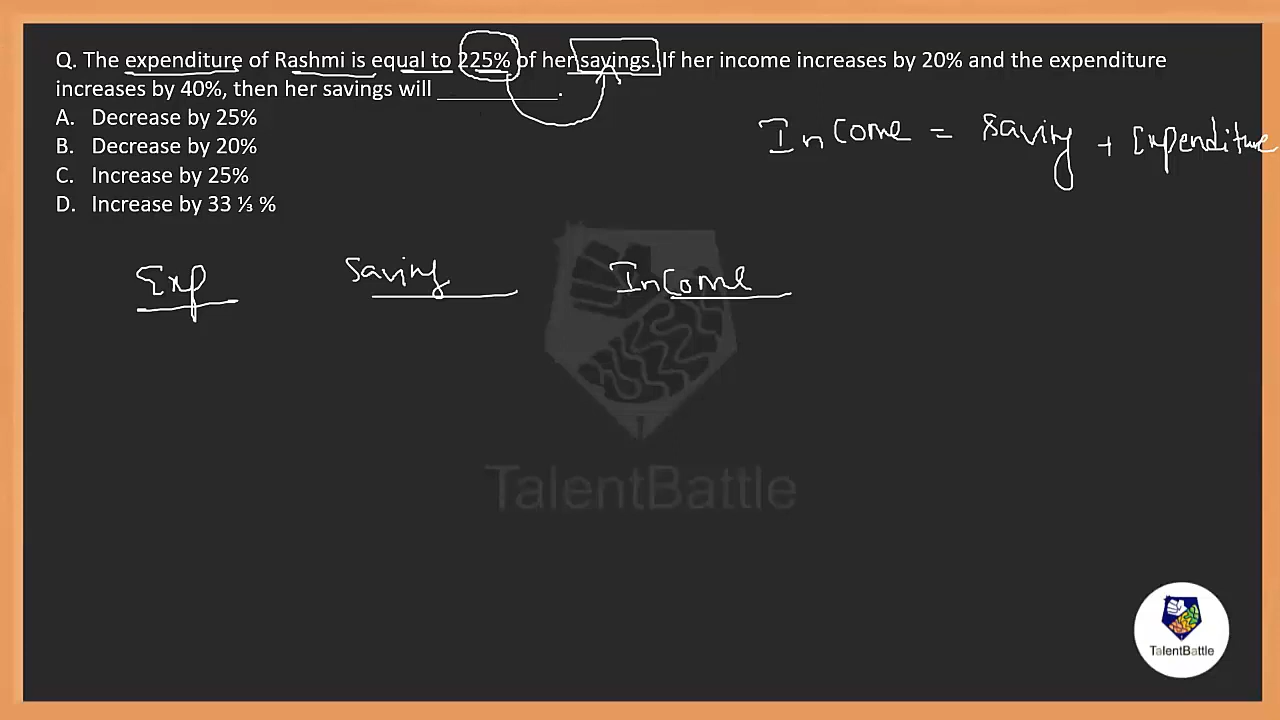 Q. The expenditure of Rashmi is equal to 225% of her savings. If her income increases by 20% and the expenditure
increases by 40%, then her savings will ___________.
A. Decrease by 25%
B. Decrease by 20%
C. Increase by 25%
D. Increase by 33 ⅓ %
Income = Saving + Expenditure
Exp Saving Income
TalentBattle
TalentBattle